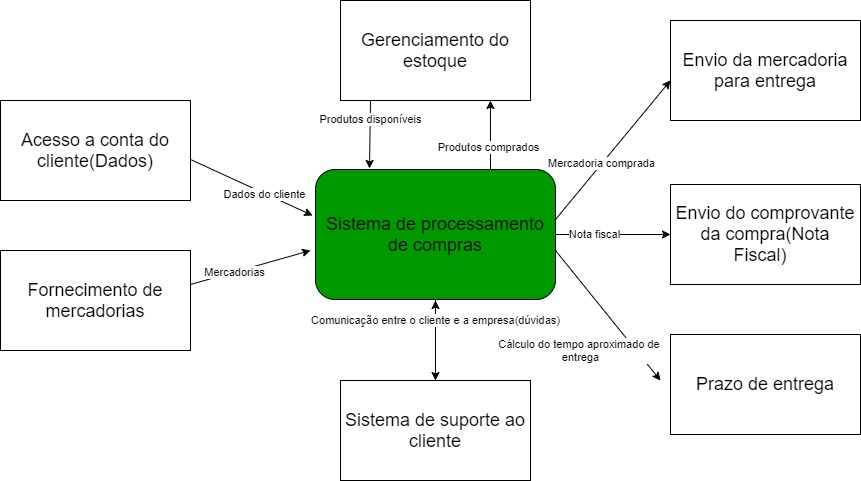 Gerenciamento do
estoque
Envio da mercadoria
para entrega
Produtos disponíveis
Acesso a conta do
cliente(Dados)
Produtos comprados
Mercadoria comprada
Dados do cliente
Sistema de processamento
de compras
Envio do comprovante
da compra(Nota
Fiscal)
Nota fiscal
Mercadorias
Fornecimento de
mercadorias
Comunicação entre o cliente e a empresa(dúvidas)
Cálculo do tempo aproximado de
entrega
Prazo de entrega
Sistema de suporte ao
cliente